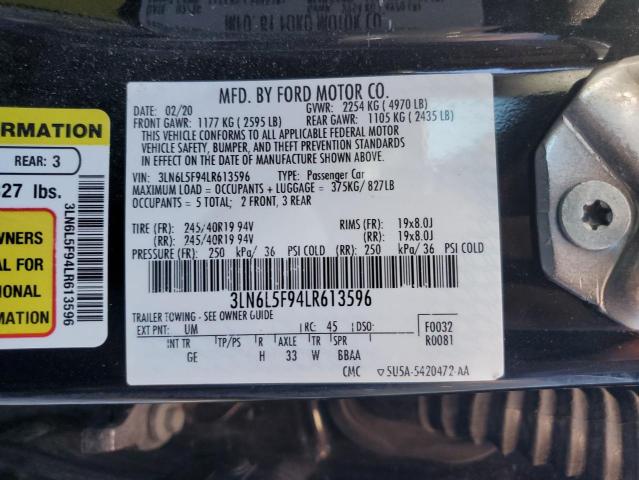 MFD. BY FORD MOTOR CO.
DATE: 02/20 GVWR: 2254 KG ( 4970 LB)
FRONT GAWR: 1177 KG ( 2595 LB) REAR GAWR: 1105 KG ( 2435 LB)
THIS VEHICLE CONFORMS TO ALL APPLICABLE FEDERAL MOTOR
VEHICLE SAFETY, BUMPER, AND THEFT PREVENTION STANDARDS
IN EFFECT ON THE DATE OF MANUFACTURE SHOWN ABOVE.
VIN: 3LN6L5F94LR613596 TYPE: Passenger Car
MAXIMUM LOAD = OCCUPANTS + LUGGAGE = 375KG/ 827LB
OCCUPANTS = 5 TOTAL; 2 FRONT, 3 REAR
TIRE (FR): 245/40R19 94V RIMS (FR): 19x8.0J
(RR): 245/40R19 94V (RR): 19x8.0J
PRESSURE (FR): 250 kPa/ 36 PSI COLD (RR): 250 kPa/ 36 PSI COLD
3LN6L5F94LR613596
TRAILER TOWING - SEE OWNER GUIDE
EXT PNT: UM RC: 45 DSO: F0032
R0081
INT TR TP/PS R AXLE TR SPR
GE H 33 W BBAA
CMC ▽5U5A-5420472-AA
ORMATION
REAR: 3
27 lbs.
WNERS
AL FOR
IONAL
RMATION
3LN6L5F94LR613596